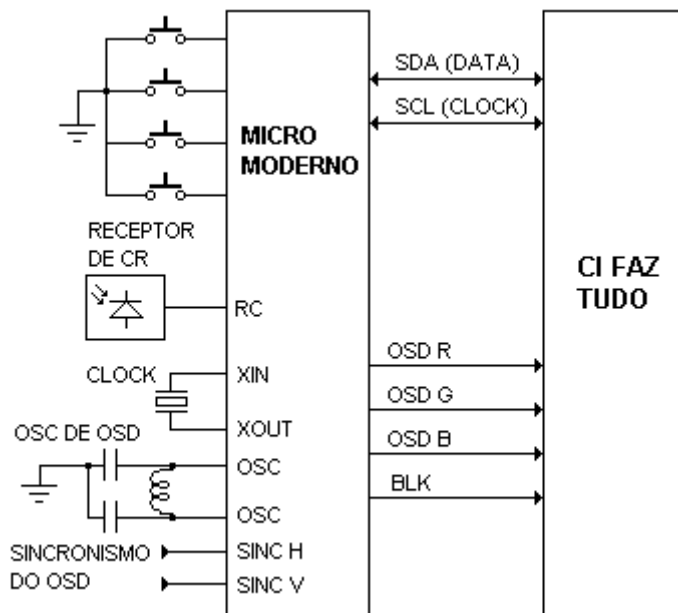 SDA (DATA)
SCL (CLOCK)
MICRO
MODERNO
RECEPTOR
DE CR
CI FAZ
TUDO
RC
OSD R
CLOCK
XIN
OSD G
XOUT
OSC DE OSD
OSD B
OSC
BLK
OSC
SINCRONISMO
DO OSD
SINC H
SINC V